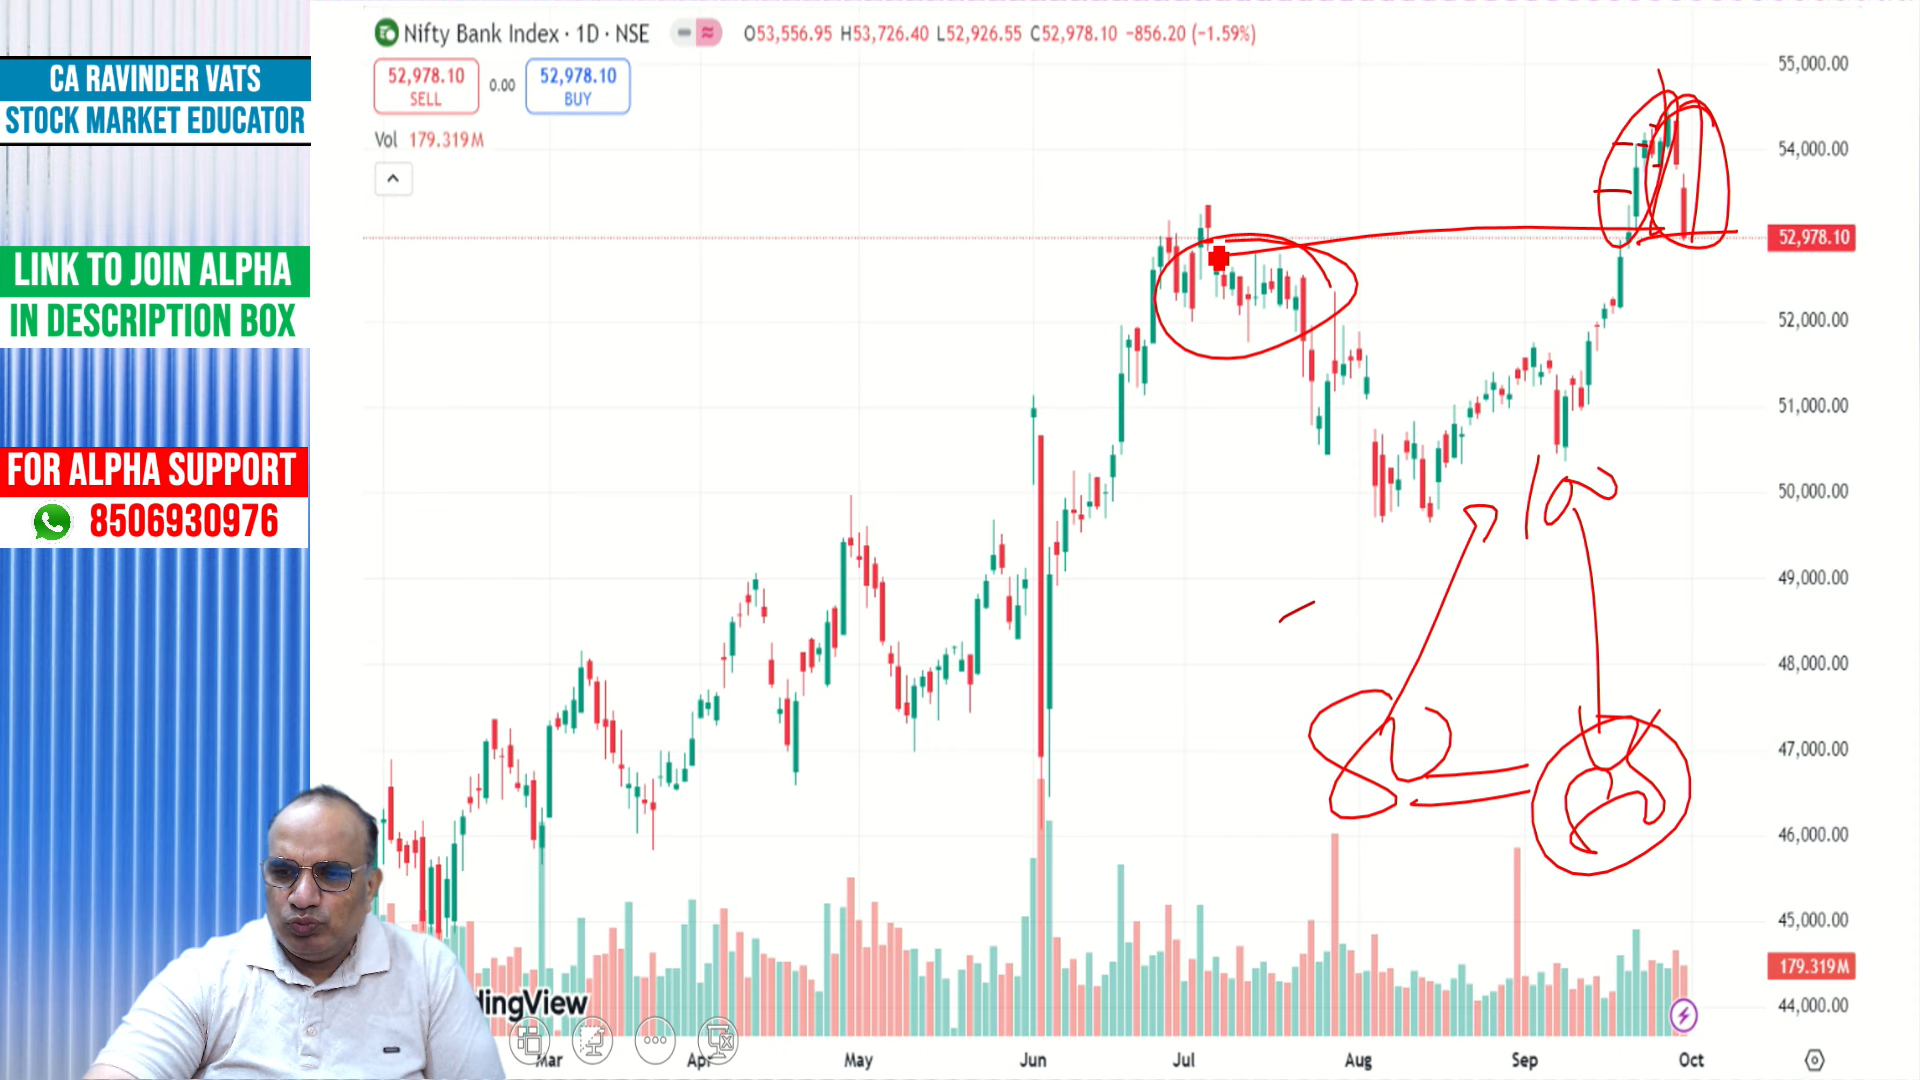 CA RAVINDER VATS
STOCK MARKET EDUCATOR
LINK TO JOIN ALPHA
IN DESCRIPTION BOX
FOR ALPHA SUPPORT
8506930976
Nifty Bank Index · 1D · NSE
O53,556.95 H53,726.40 L52,926.55 C52,978.10 −856.20 (−1.59%)
52,978.10
SELL
0.00
52,978.10
BUY
Vol 179.319M
55,000.00
54,000.00
52,978.10
52,000.00
51,000.00
50,000.00
49,000.00
48,000.00
47,000.00
46,000.00
45,000.00
179.319M
44,000.00
100
80
dingView
Mar
Apr
May
Jun
Jul
Aug
Sep
Oct